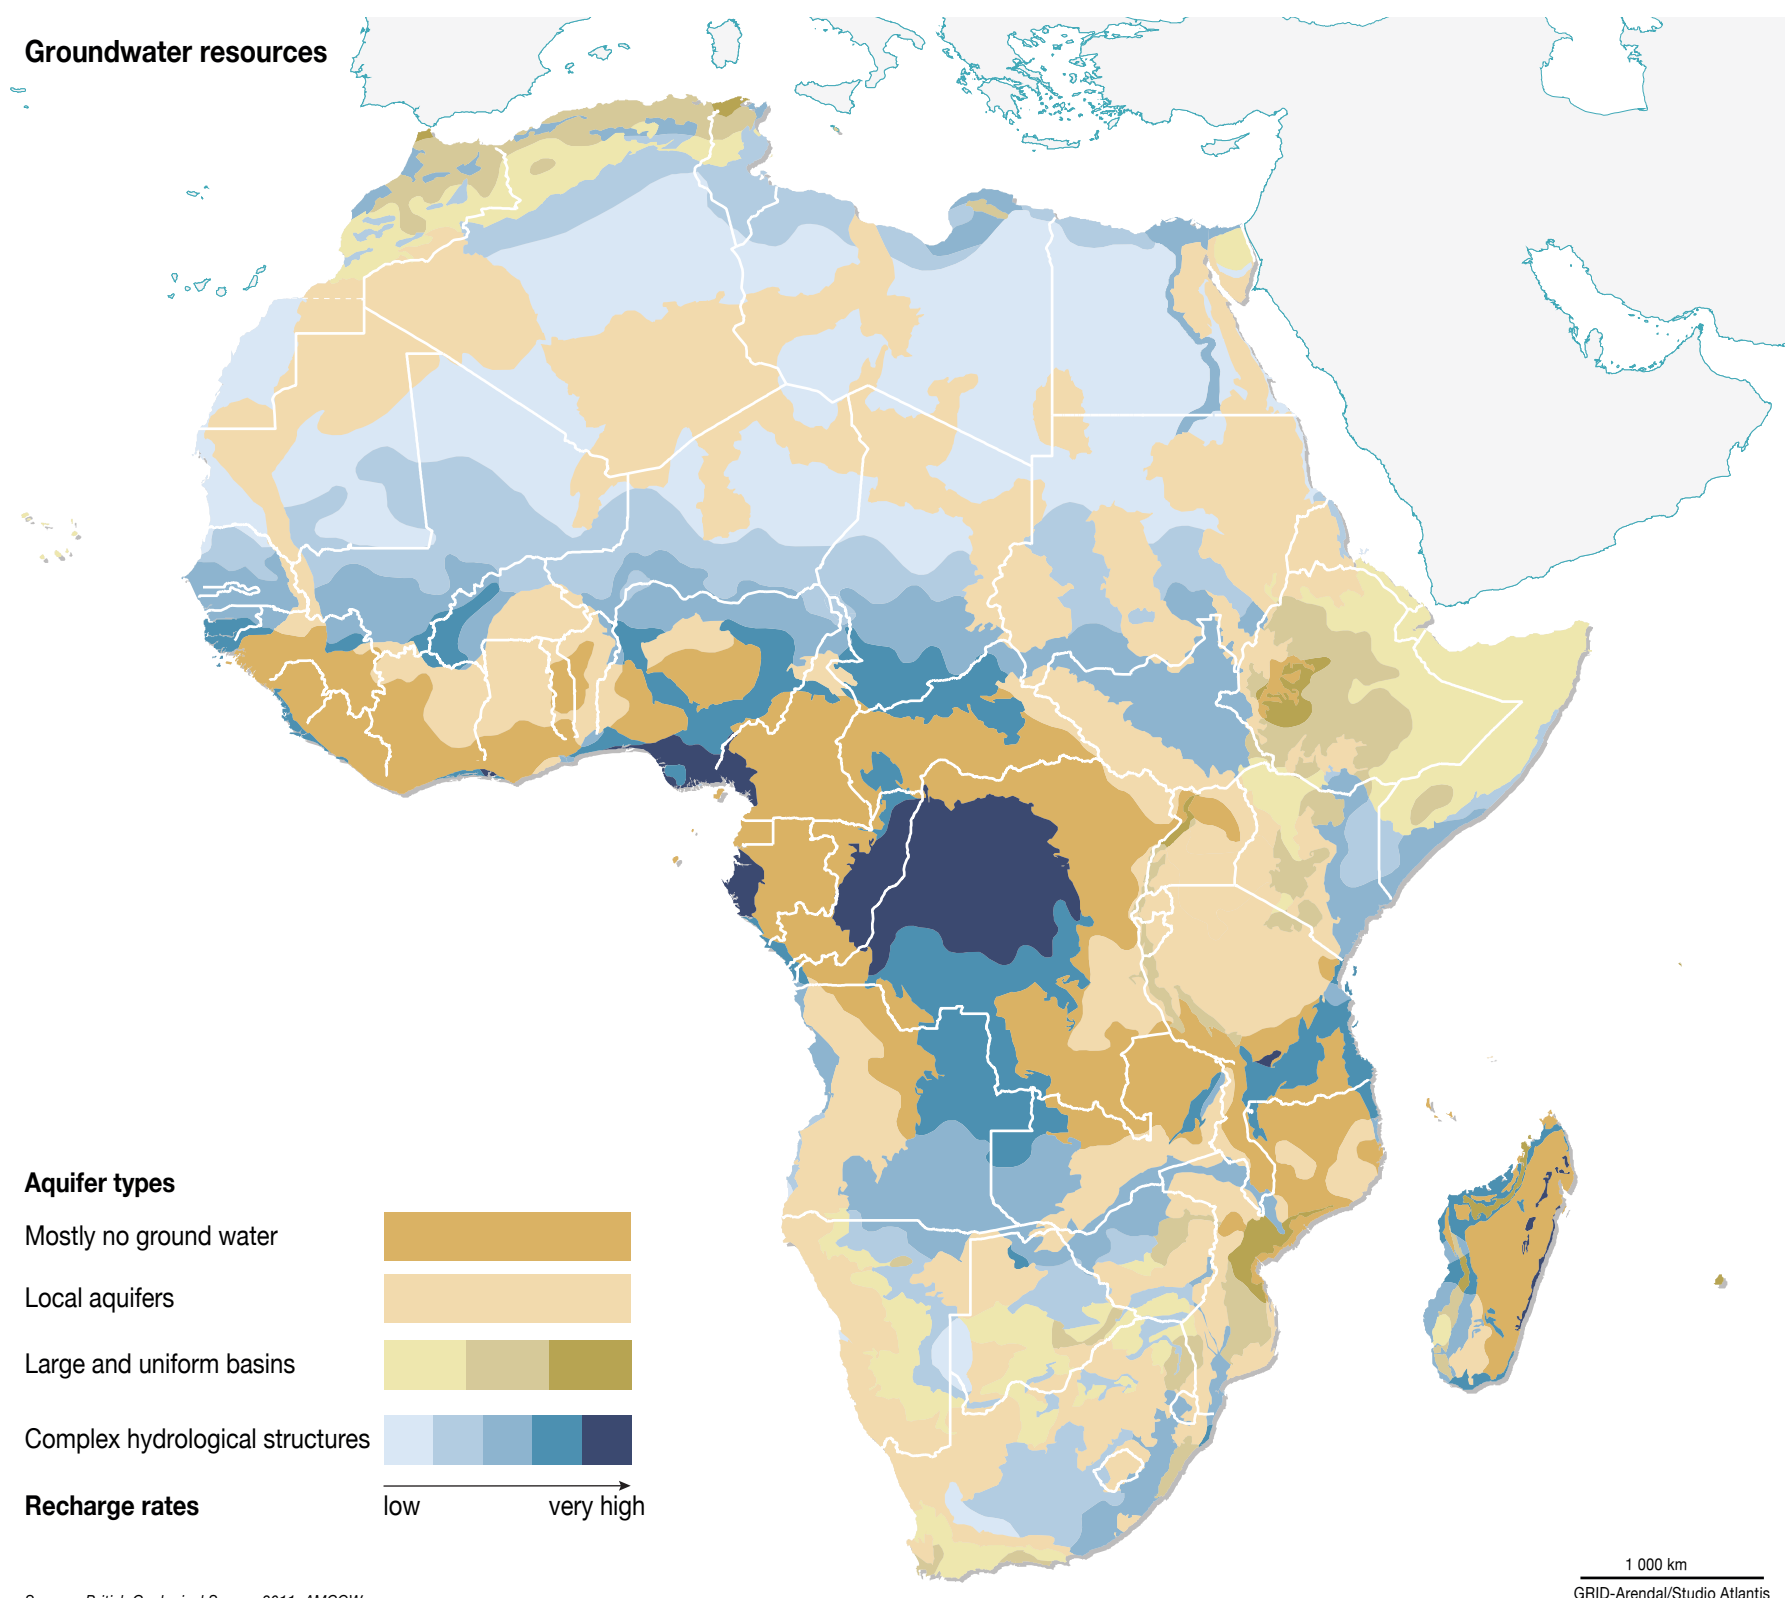 Groundwater resources
Aquifer types
Mostly no ground water
Local aquifers
Large and uniform basins
Complex hydrological structures
Recharge rates
low
very high
1 000 km
GRID-Arendal/Studio Atlantis